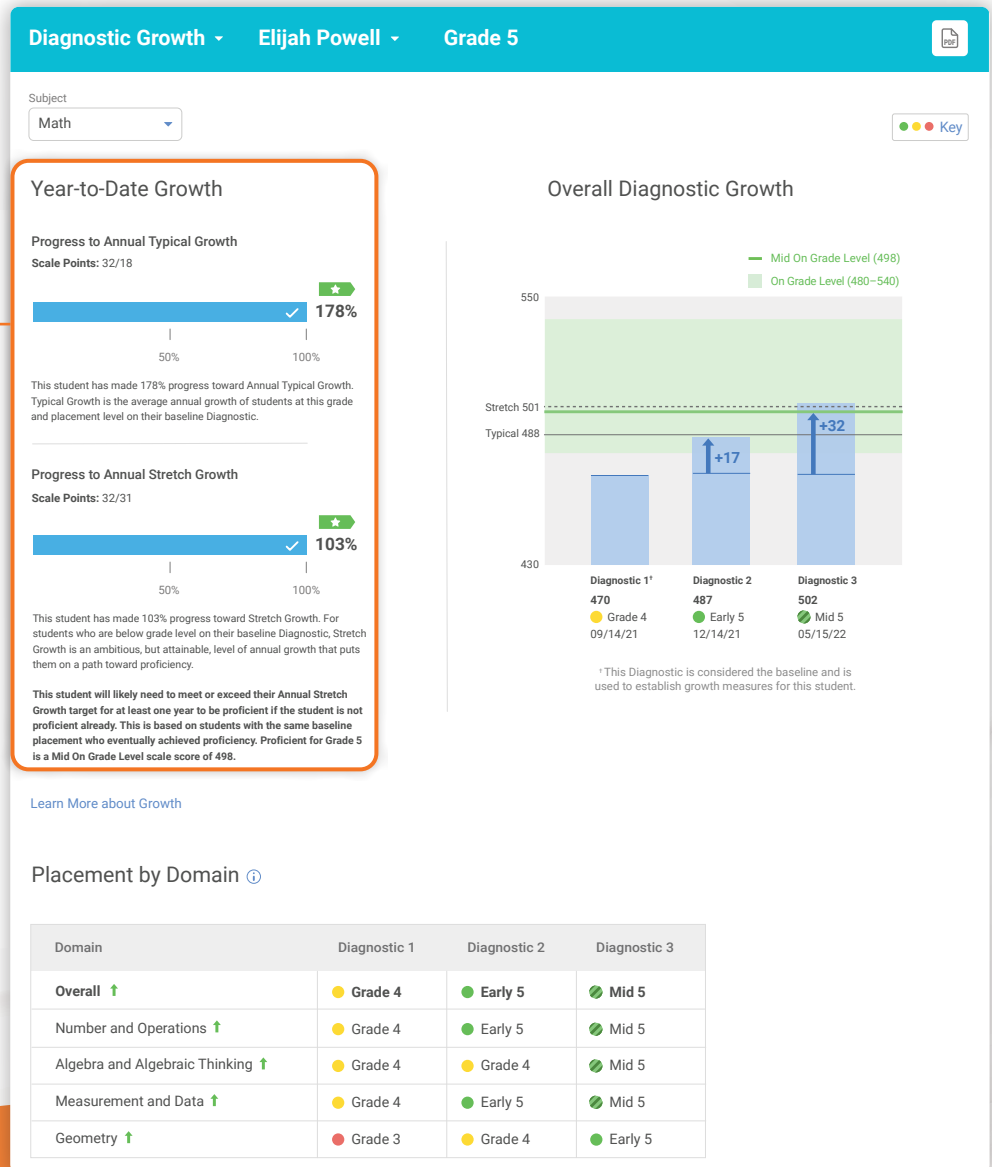 Diagnostic Growth
Elijah Powell
Grade 5
PDF
Subject
Math
Key
Year-to-Date Growth
Progress to Annual Typical Growth
Scale Points: 32/18
178%
50%
100%
This student has made 178% progress toward Annual Typical Growth.
Typical Growth is the average annual growth of students at this grade
and placement level on their baseline Diagnostic.
Progress to Annual Stretch Growth
Scale Points: 32/31
103%
50%
100%
This student has made 103% progress toward Stretch Growth. For
students who are below grade level on their baseline Diagnostic, Stretch
Growth is an ambitious, but attainable, level of annual growth that puts
them on a path toward proficiency.
This student will likely need to meet or exceed their Annual Stretch
Growth target for at least one year to be proficient if the student is not
proficient already. This is based on students with the same baseline
placement who eventually achieved proficiency. Proficient for Grade 5
is a Mid On Grade Level scale score of 498.
Learn More about Growth
Overall Diagnostic Growth
Mid On Grade Level (498)
On Grade Level (480–540)
550
Stretch 501
Typical 488
430
+17
+32
Diagnostic 1† Diagnostic 2 Diagnostic 3
470 487 502
Grade 4 Early 5 Mid 5
09/14/21 12/14/21 05/15/22
†This Diagnostic is considered the baseline and is
used to establish growth measures for this student.
Placement by Domain
Domain Diagnostic 1 Diagnostic 2 Diagnostic 3
Overall Grade 4 Early 5 Mid 5
Number and Operations Grade 4 Early 5 Mid 5
Algebra and Algebraic Thinking Grade 4 Grade 4 Mid 5
Measurement and Data Grade 4 Early 5 Mid 5
Geometry Grade 3 Grade 4 Early 5